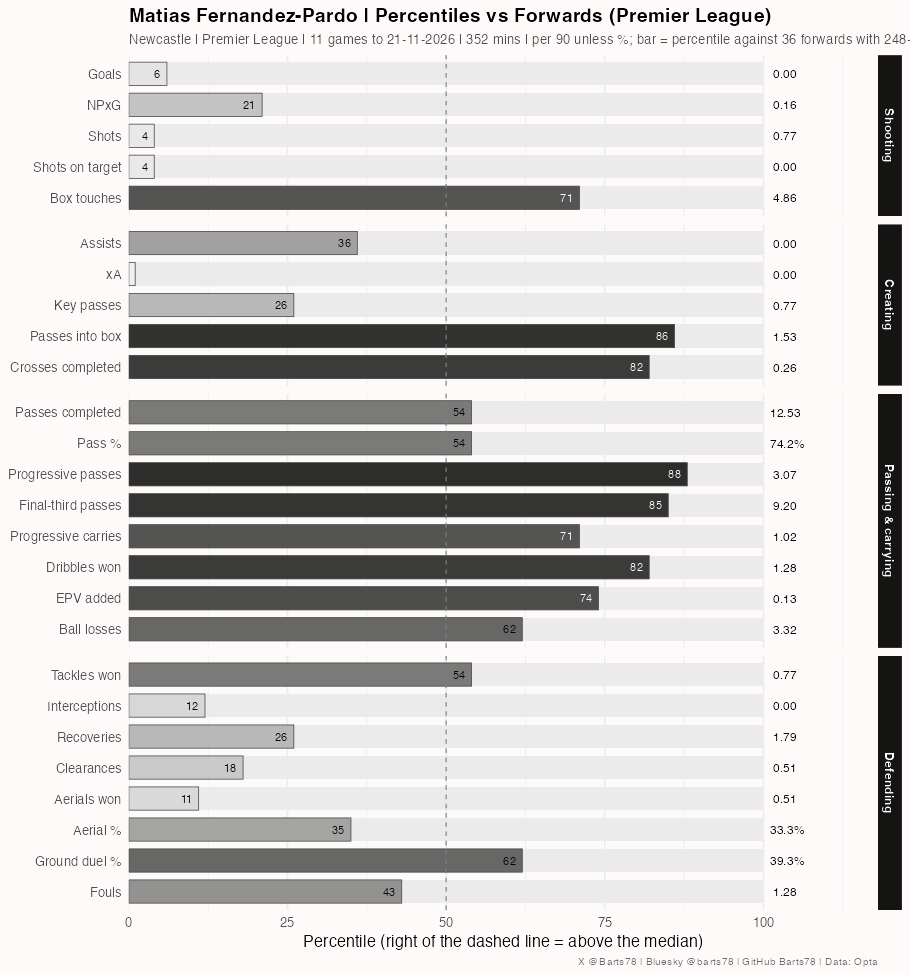 Matias Fernandez-Pardo | Percentiles vs Forwards (Premier League)
Newcastle | Premier League | 11 games to 21-11-2026 | 352 mins | per 90 unless %; bar = percentile against 36 forwards with 248-
Goals 6 0.00
NPxG 21 0.16
Shots 4 0.77
Shots on target 4 0.00
Box touches 71 4.86
Shooting
Assists 36 0.00
xA 0.00
Key passes 26 0.77
Passes into box 86 1.53
Crosses completed 82 0.26
Creating
Passes completed 54 12.53
Pass % 54 74.2%
Progressive passes 88 3.07
Final-third passes 85 9.20
Progressive carries 71 1.02
Dribbles won 82 1.28
EPV added 74 0.13
Ball losses 62 3.32
Passing & carrying
Tackles won 54 0.77
Interceptions 12 0.00
Recoveries 26 1.79
Clearances 18 0.51
Aerials won 11 0.51
Aerial % 35 33.3%
Ground duel % 62 39.3%
Fouls 43 1.28
Defending
0 25 50 75 100
Percentile (right of the dashed line = above the median)
X @Barts78 | Bluesky @barts78 | GitHub Barts78 | Data: Opta